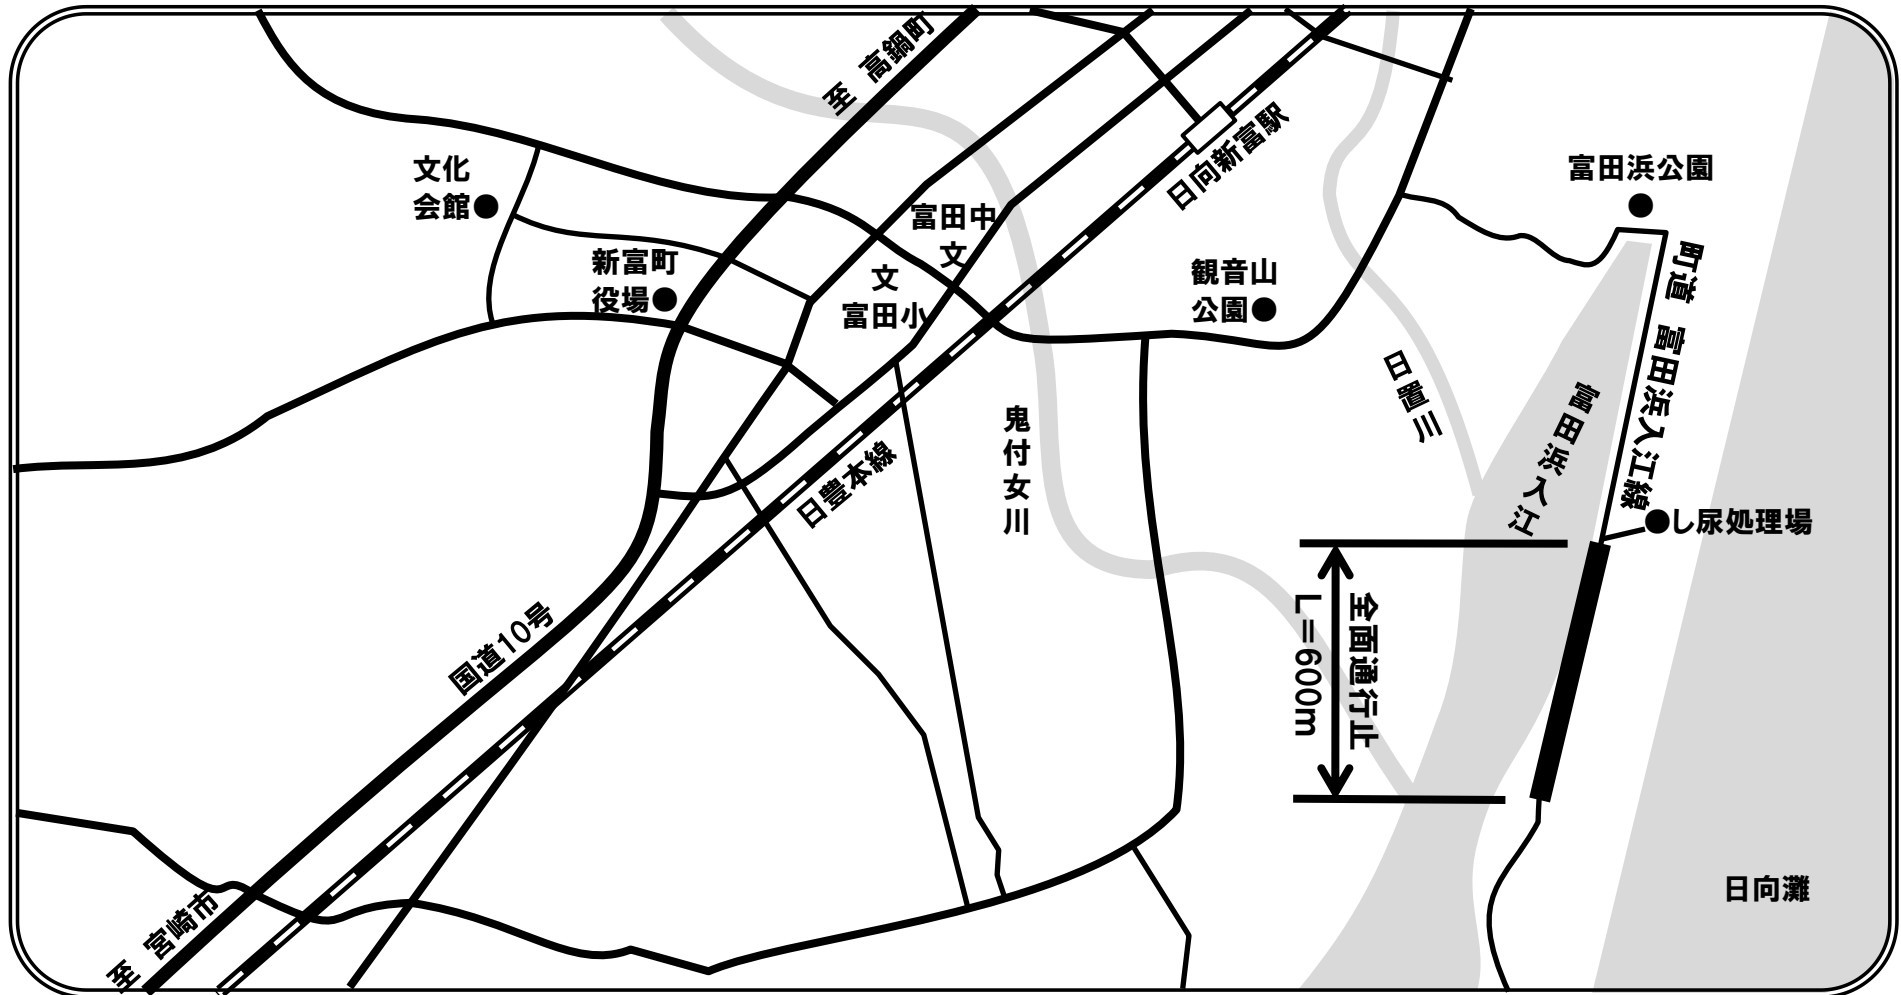 至 高鍋町
文化
会館●
新富町
役場●
富田中
文
文
富田小
日向新富駅
観音山
公園●
富田浜公園
●
町道 富田浜入江線
日置川
富田浜入江
鬼付女川
日豊本線
●し尿処理場
全面通行止
L=600m
国道10号
至 宮崎市
日向灘